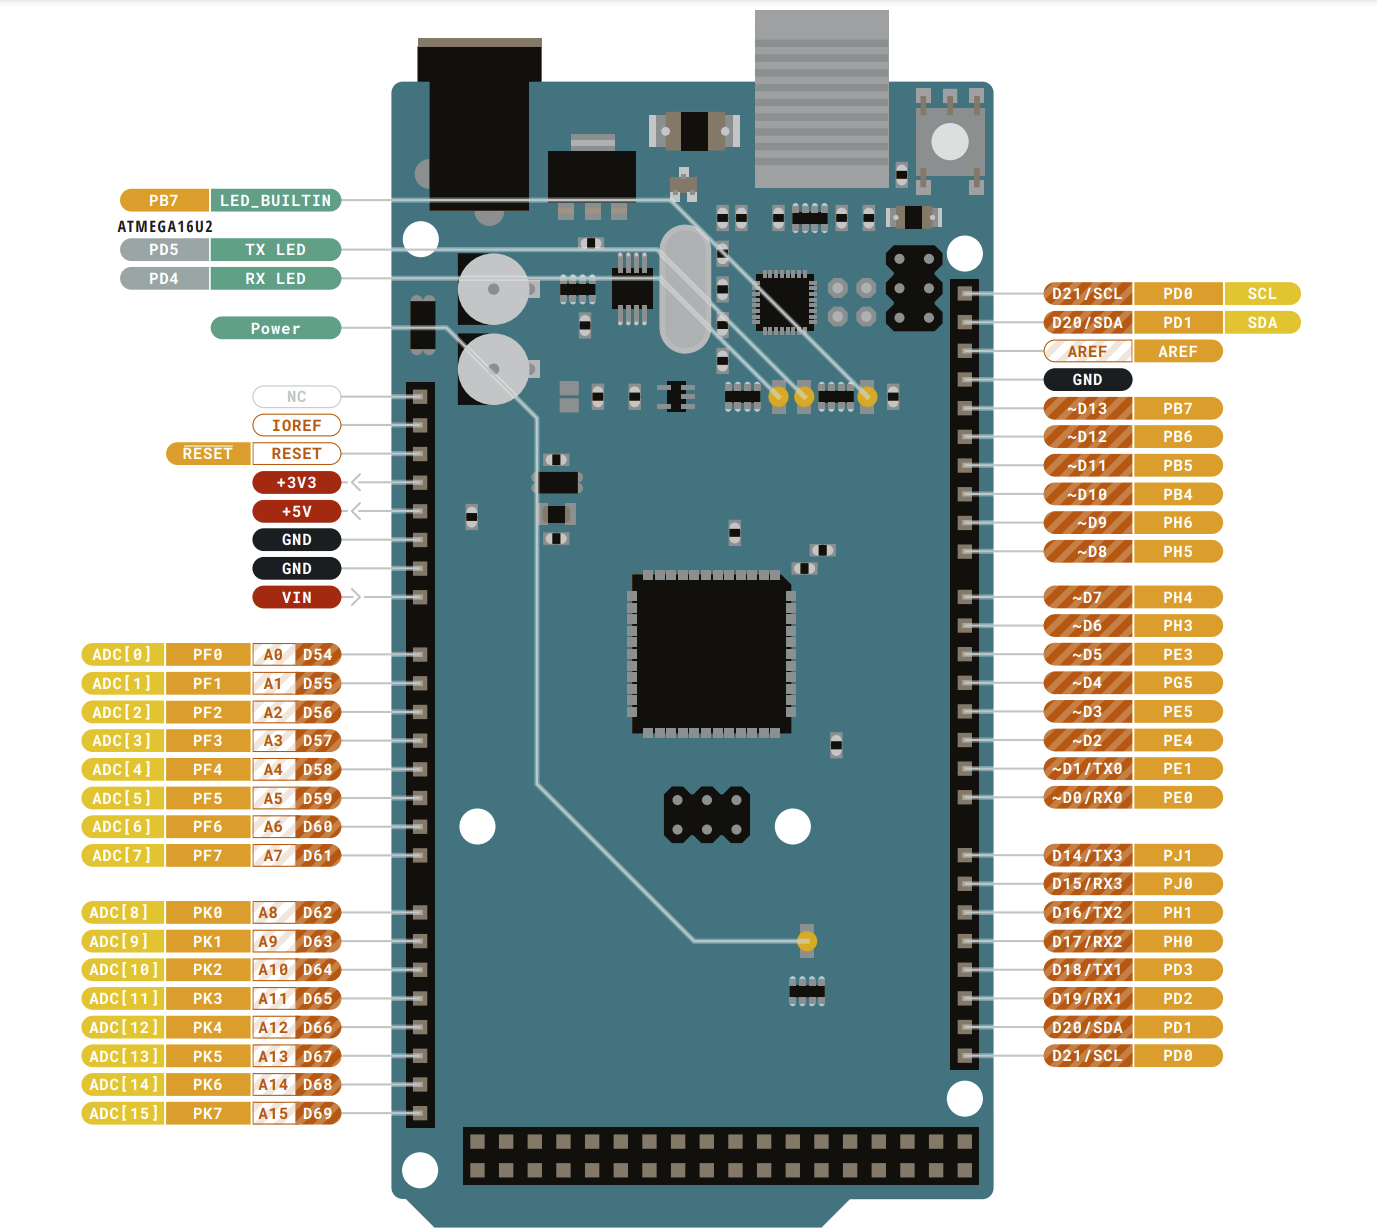 PB7 LED_BUILTIN
ATMEGA16U2
PD5 TX LED
PD4 RX LED
Power
NC
IOREF
RESET RESET
+3V3
+5V
GND
GND
VIN
ADC[0] PF0 A0 D54
ADC[1] PF1 A1 D55
ADC[2] PF2 A2 D56
ADC[3] PF3 A3 D57
ADC[4] PF4 A4 D58
ADC[5] PF5 A5 D59
ADC[6] PF6 A6 D60
ADC[7] PF7 A7 D61
ADC[8] PK0 A8 D62
ADC[9] PK1 A9 D63
ADC[10] PK2 A10 D64
ADC[11] PK3 A11 D65
ADC[12] PK4 A12 D66
ADC[13] PK5 A13 D67
ADC[14] PK6 A14 D68
ADC[15] PK7 A15 D69
D21/SCL PD0 SCL
D20/SDA PD1 SDA
AREF AREF
GND
~D13 PB7
~D12 PB6
~D11 PB5
~D10 PB4
~D9 PH6
~D8 PH5
~D7 PH4
~D6 PH3
~D5 PE3
~D4 PG5
~D3 PE5
~D2 PE4
~D1/TX0 PE1
~D0/RX0 PE0
D14/TX3 PJ1
D15/RX3 PJ0
D16/TX2 PH1
D17/RX2 PH0
D18/TX1 PD3
D19/RX1 PD2
D20/SDA PD1
D21/SCL PD0